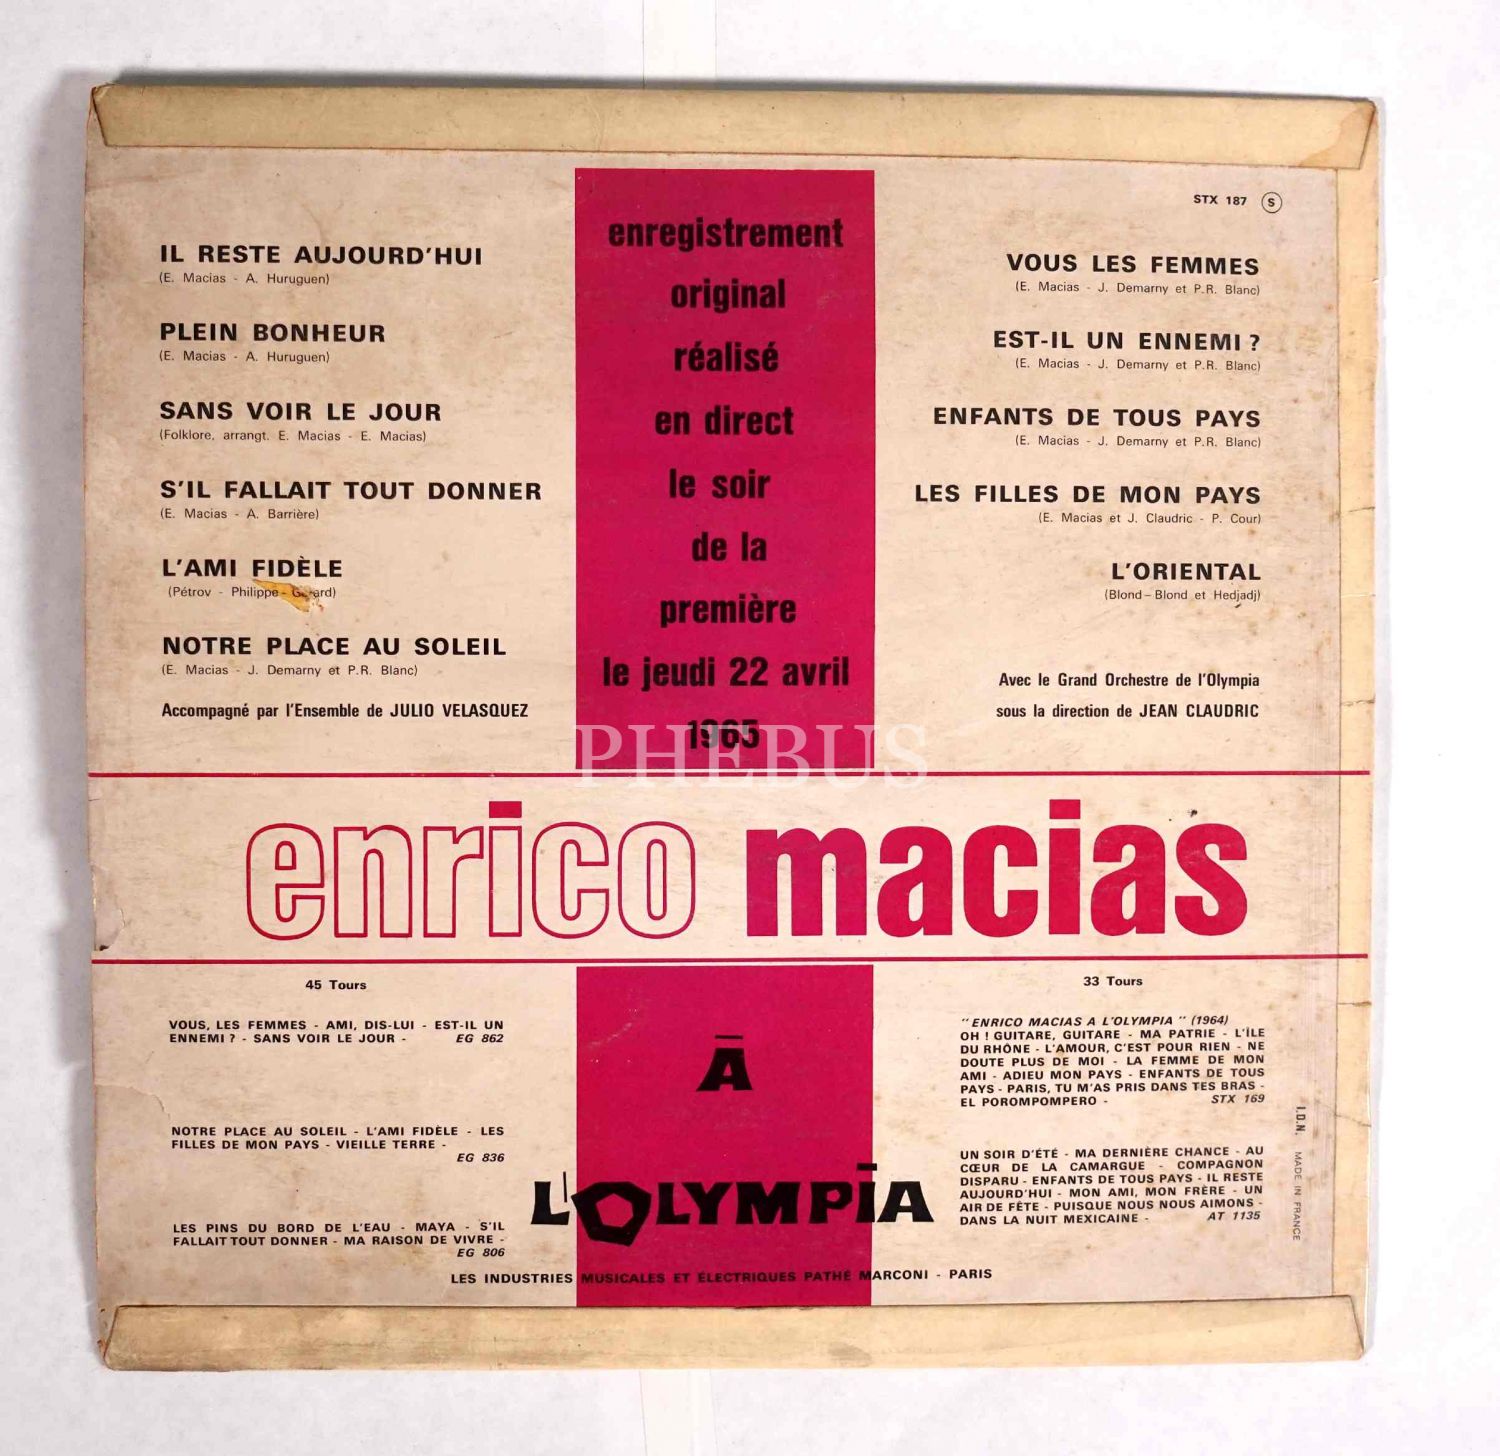 STX 187 S
IL RESTE AUJOURD'HUI
(E. Macias - A. Huruguen)
PLEIN BONHEUR
(E. Macias - A. Huruguen)
SANS VOIR LE JOUR
(Folklore, arrangt. E. Macias - E. Macias)
S'IL FALLAIT TOUT DONNER
(E. Macias - A. Barrière)
L'AMI FIDÈLE
(Pétrov - Philippe-Gérard)
NOTRE PLACE AU SOLEIL
(E. Macias - J. Demarny et P.R. Blanc)
Accompagné par l'Ensemble de JULIO VELASQUEZ
enregistrement
original
réalisé
en direct
le soir
de la
première
le jeudi 22 avril
1965
VOUS LES FEMMES
(E. Macias - J. Demarny et P.R. Blanc)
EST-IL UN ENNEMI ?
(E. Macias - J. Demarny et P.R. Blanc)
ENFANTS DE TOUS PAYS
(E. Macias - J. Demarny et P.R. Blanc)
LES FILLES DE MON PAYS
(E. Macias et J. Claudric - P. Cour)
L'ORIENTAL
(Blond-Blond et Hedjadj)
Avec le Grand Orchestre de l'Olympia
sous la direction de JEAN CLAUDRIC
PHEBUS
enrico macias
45 Tours
VOUS, LES FEMMES - AMI, DIS-LUI - EST-IL UN
ENNEMI ? - SANS VOIR LE JOUR - EG 862
NOTRE PLACE AU SOLEIL - L'AMI FIDÈLE - LES
FILLES DE MON PAYS - VIEILLE TERRE -
EG 836
LES PINS DU BORD DE L'EAU - MAYA - S'IL
FALLAIT TOUT DONNER - MA RAISON DE VIVRE -
EG 806
À
L'OLYMPIA
33 Tours
"ENRICO MACIAS A L'OLYMPIA" (1964)
OH ! GUITARE, GUITARE - MA PATRIE - L'ÎLE
DU RHÔNE - L'AMOUR, C'EST POUR RIEN - NE
DOUTE PLUS DE MOI - LA FEMME DE MON
AMI - ADIEU MON PAYS - ENFANTS DE TOUS
PAYS - PARIS, TU M'AS PRIS DANS TES BRAS -
EL POROMPOMPERO - STX 169
UN SOIR D'ÉTÉ - MA DERNIÈRE CHANCE - AU
CŒUR DE LA CAMARGUE - COMPAGNON
DISPARU - ENFANTS DE TOUS PAYS - IL RESTE
AUJOURD'HUI - MON AMI, MON FRÈRE - UN
AIR DE FÊTE - PUISQUE NOUS NOUS AIMONS -
DANS LA NUIT MEXICAINE - AT 1135
I.D.N. MADE IN FRANCE
LES INDUSTRIES MUSICALES ET ÉLECTRIQUES PATHÉ MARCONI - PARIS